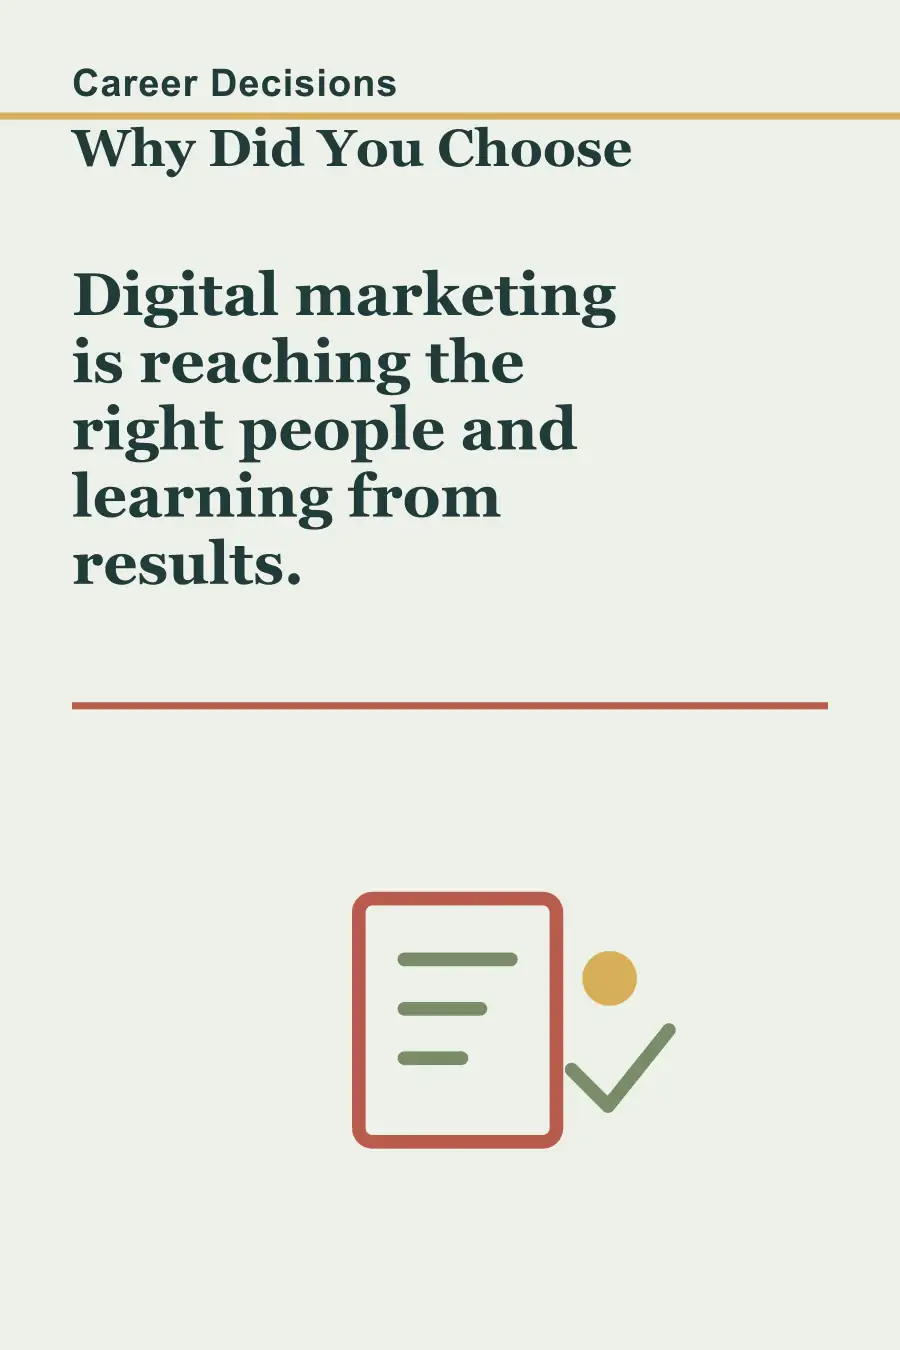 Career Decisions
Why Did You Choose
Digital marketing
is reaching the
right people and
learning from
results.